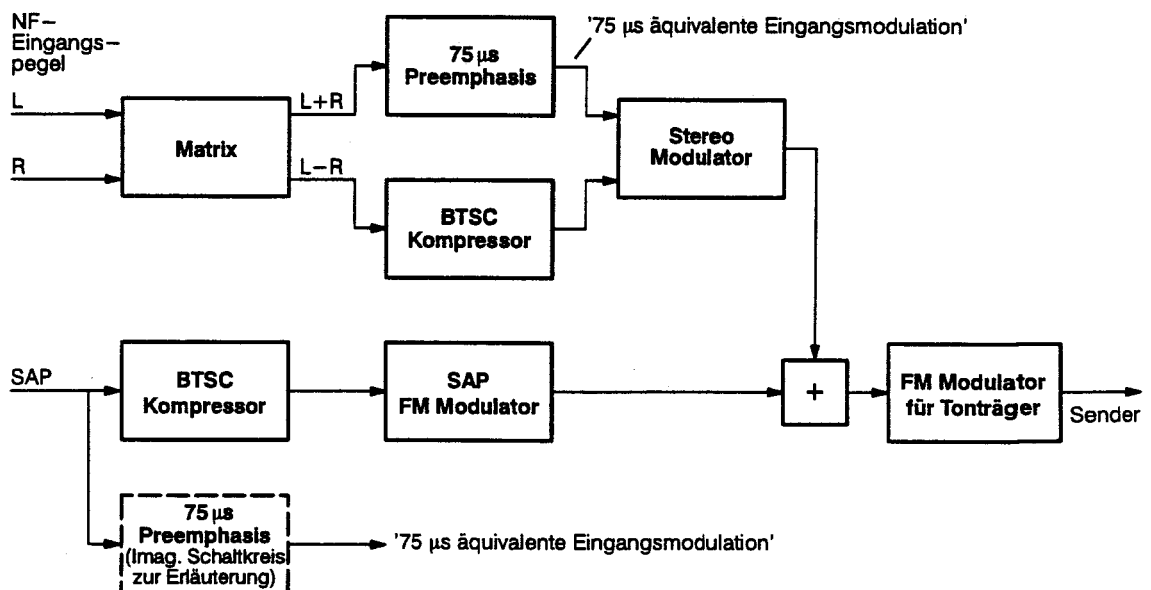 NF–
Eingangs–
pegel
L
R
Matrix
L+R
L–R
75 µs
Preemphasis
'75 µs äquivalente Eingangsmodulation'
BTSC
Kompressor
Stereo
Modulator
SAP
BTSC
Kompressor
SAP
FM Modulator
+
FM Modulator
für Tonträger
Sender
75 µs
Preemphasis
(Imag. Schaltkreis
zur Erläuterung)
'75 µs äquivalente Eingangsmodulation'